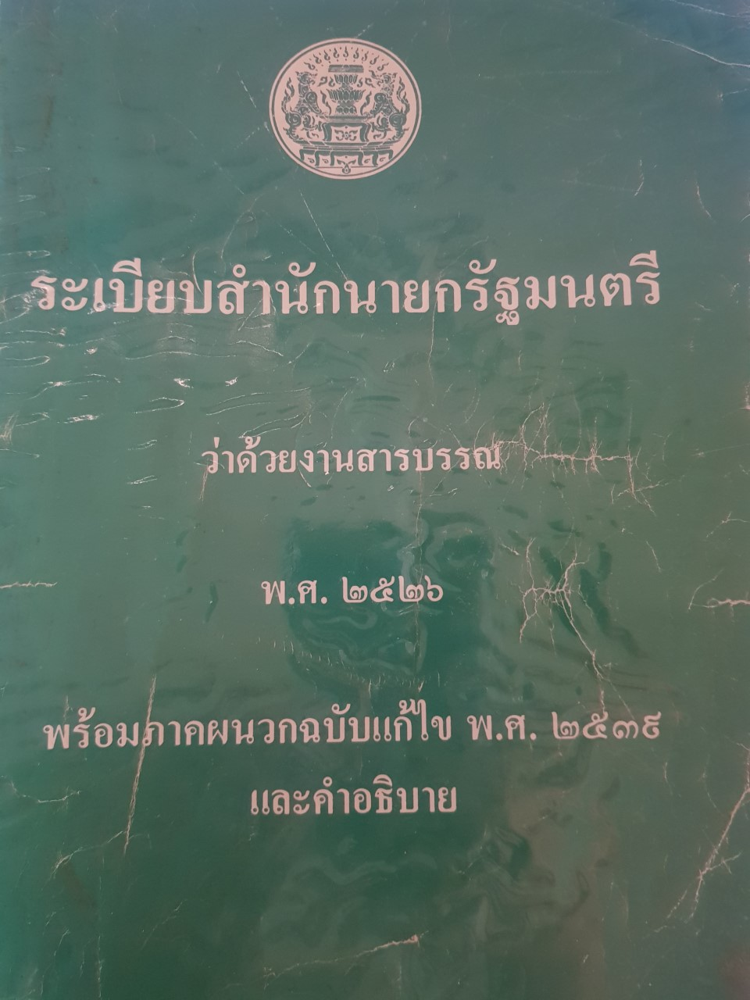 ระเบียบสำนักนายกรัฐมนตรี
ว่าด้วยงานสารบรรณ
พ.ศ. ๒๕๒๖
พร้อมภาคผนวกฉบับแก้ไข พ.ศ. ๒๕๓๙
และคำอธิบาย